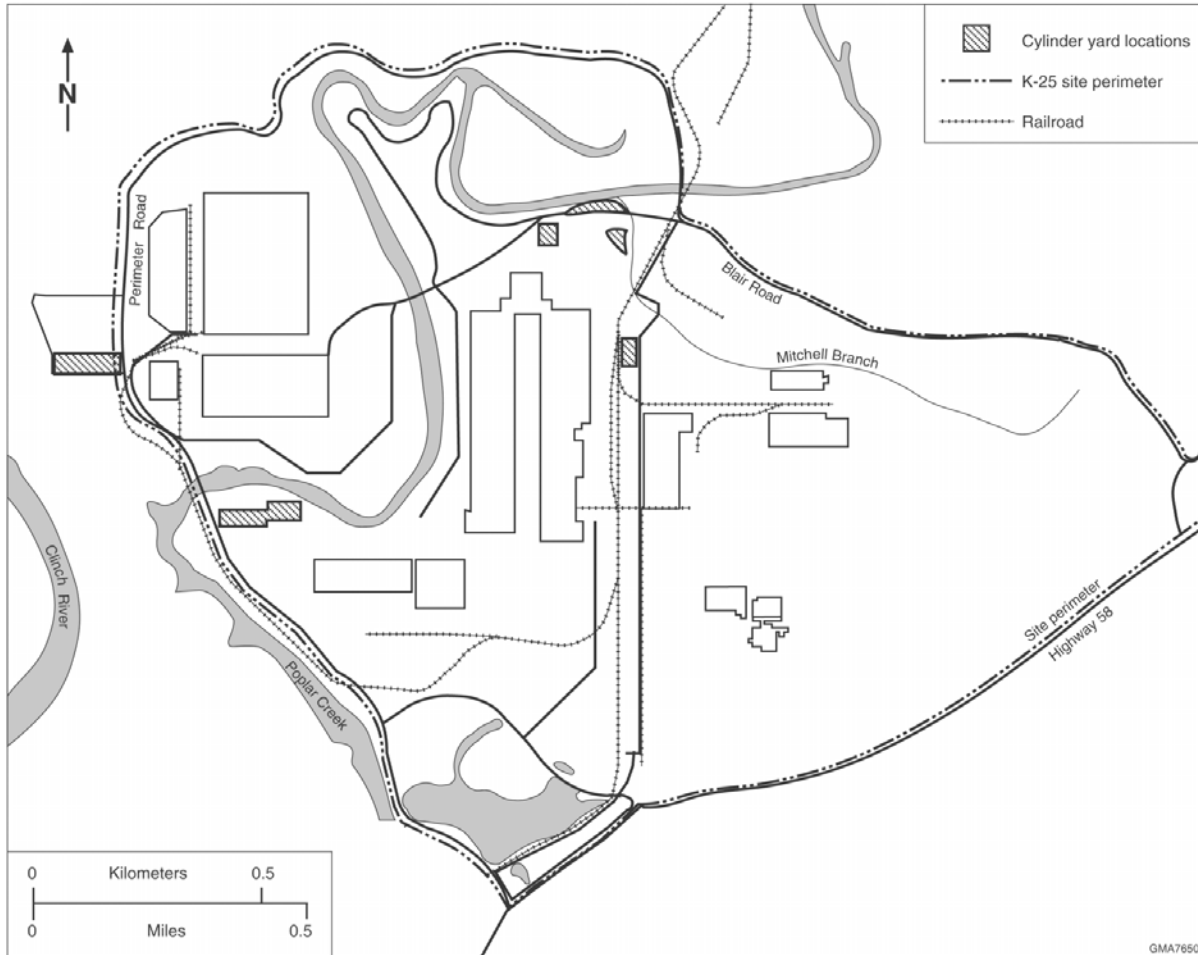 N
Cylinder yard locations
K-25 site perimeter
Railroad
Perimeter Road
Blair Road
Mitchell Branch
Clinch River
Poplar Creek
Site perimeter
Highway 58
0 Kilometers 0.5
0 Miles 0.5
GMA7650